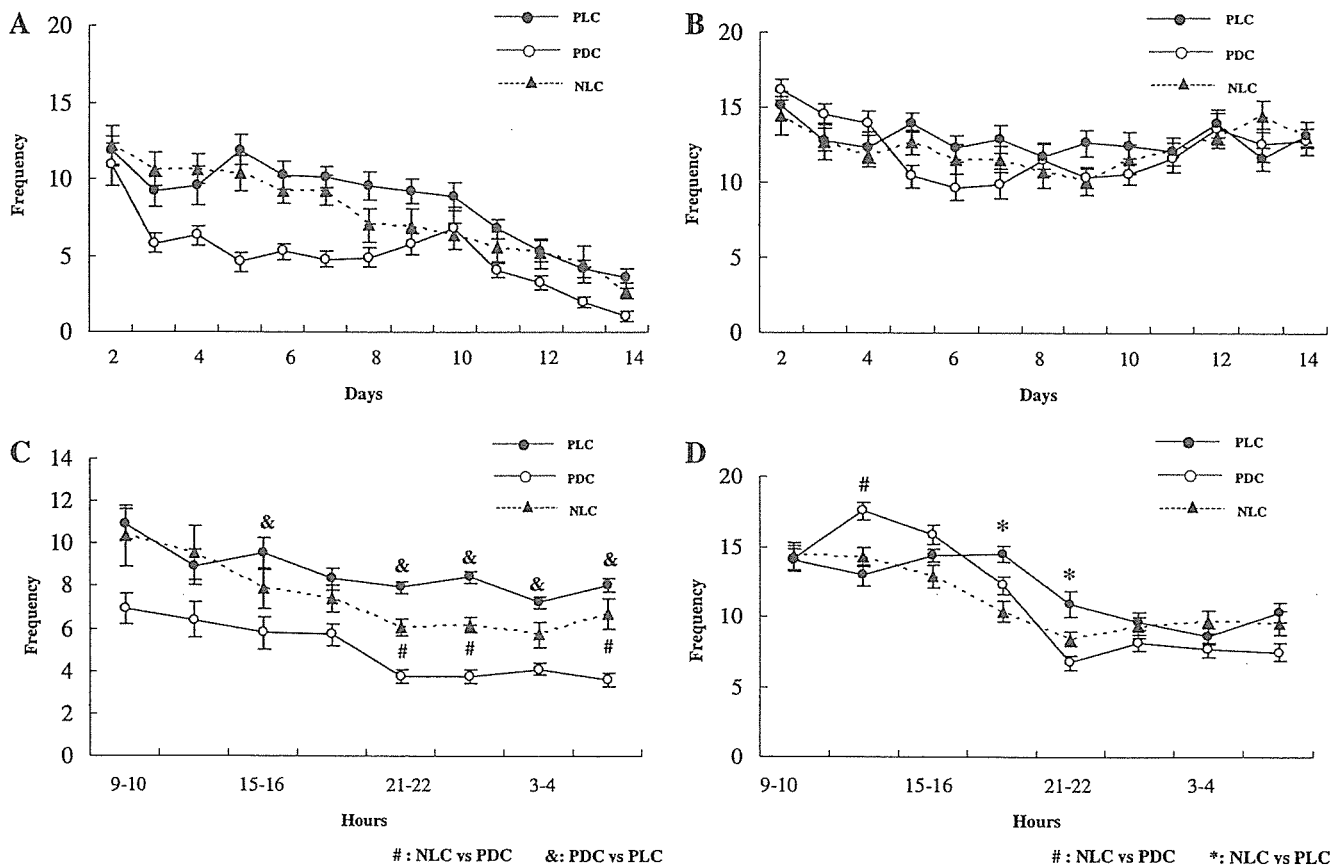 A
PLC
PDC
NLC
Frequency
20
15
10
5
0
2 4 6 8 10 12 14
Days
B
PLC
PDC
NLC
Frequency
20
15
10
5
0
2 4 6 8 10 12 14
Days
C
PLC
PDC
NLC
Frequency
14
12
10
8
6
4
2
0
& & & & &
# # #
9-10 15-16 21-22 3-4
Hours
#: NLC vs PDC &: PDC vs PLC
D
PLC
PDC
NLC
Frequency
20
15
10
5
0
# * *
9-10 15-16 21-22 3-4
Hours
#: NLC vs PDC *: NLC vs PLC